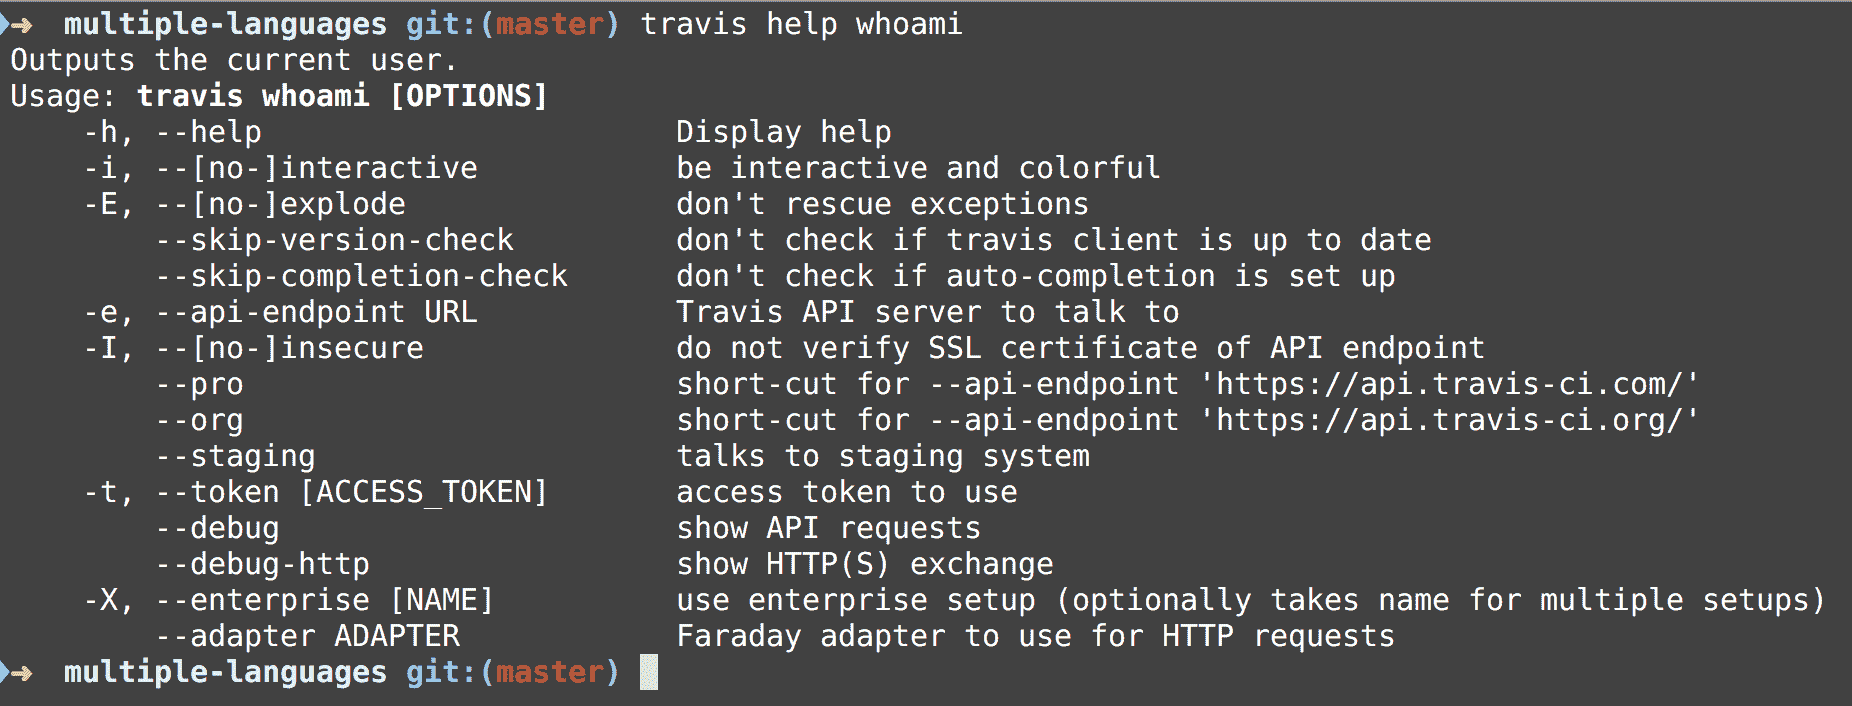 ➜ multiple-languages git:(master) travis help whoami
Outputs the current user.
Usage: travis whoami [OPTIONS]
    -h, --help                       Display help
    -i, --[no-]interactive           be interactive and colorful
    -E, --[no-]explode               don't rescue exceptions
        --skip-version-check         don't check if travis client is up to date
        --skip-completion-check      don't check if auto-completion is set up
    -e, --api-endpoint URL           Travis API server to talk to
    -I, --[no-]insecure              do not verify SSL certificate of API endpoint
        --pro                        short-cut for --api-endpoint 'https://api.travis-ci.com/'
        --org                        short-cut for --api-endpoint 'https://api.travis-ci.org/'
        --staging                    talks to staging system
    -t, --token [ACCESS_TOKEN]       access token to use
        --debug                      show API requests
        --debug-http                 show HTTP(S) exchange
    -X, --enterprise [NAME]          use enterprise setup (optionally takes name for multiple setups)
        --adapter ADAPTER            Faraday adapter to use for HTTP requests
➜ multiple-languages git:(master)